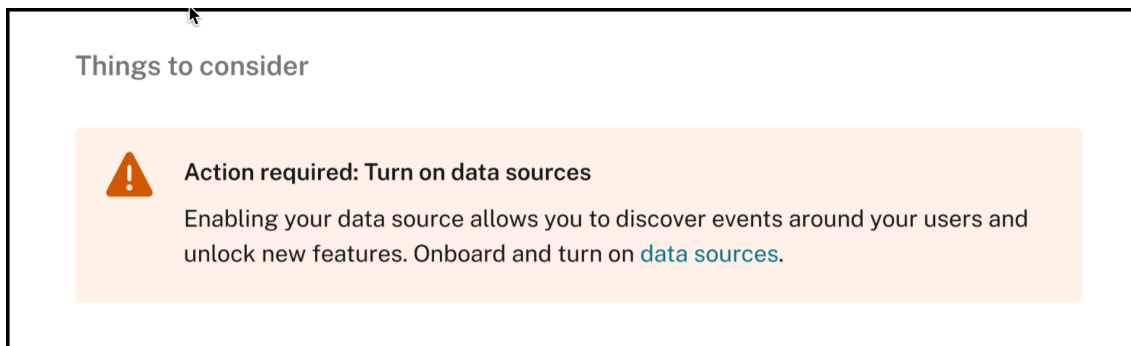 Things to consider
Action required: Turn on data sources
Enabling your data source allows you to discover events around your users and
unlock new features. Onboard and turn on data sources.